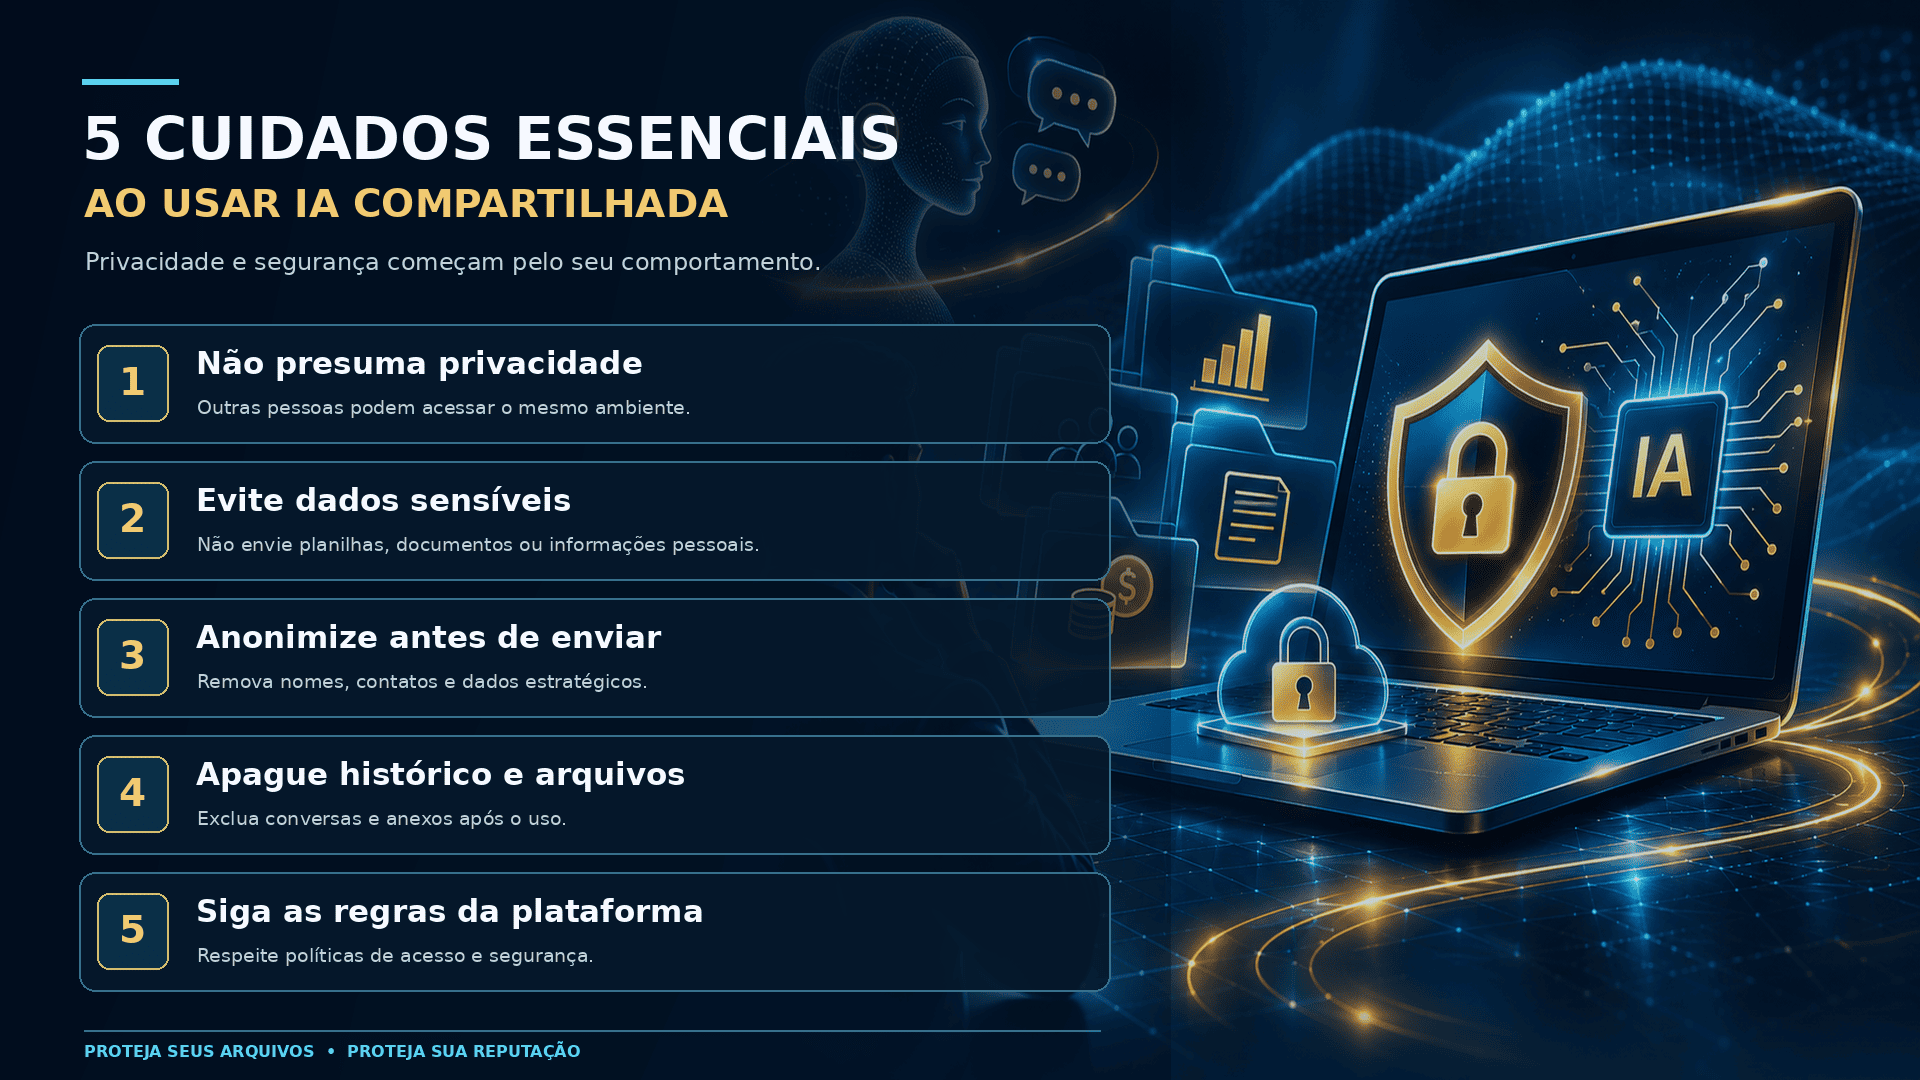 5 CUIDADOS ESSENCIAIS
AO USAR IA COMPARTILHADA
Privacidade e segurança começam pelo seu comportamento.
1
Não presuma privacidade
Outras pessoas podem acessar o mesmo ambiente.
2
Evite dados sensíveis
Não envie planilhas, documentos ou informações pessoais.
3
Anonimize antes de enviar
Remova nomes, contatos e dados estratégicos.
4
Apague histórico e arquivos
Exclua conversas e anexos após o uso.
5
Siga as regras da plataforma
Respeite políticas de acesso e segurança.
PROTEJA SEUS ARQUIVOS • PROTEJA SUA REPUTAÇÃO
IA
$